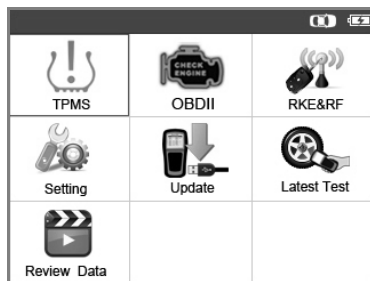 CHECK
ENGINE
TPMS
OBDII
RKE&RF
Setting
Update
Latest Test
Review Data